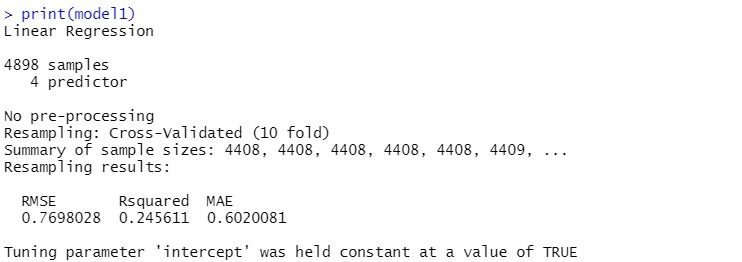 > print(model1)
Linear Regression
4898 samples
4 predictor
No pre-processing
Resampling: Cross-Validated (10 fold)
Summary of sample sizes: 4408, 4408, 4408, 4408, 4408, 4409, ...
Resampling results:
RMSE Rsquared MAE
0.7698028 0.245611 0.6020081
Tuning parameter 'intercept' was held constant at a value of TRUE